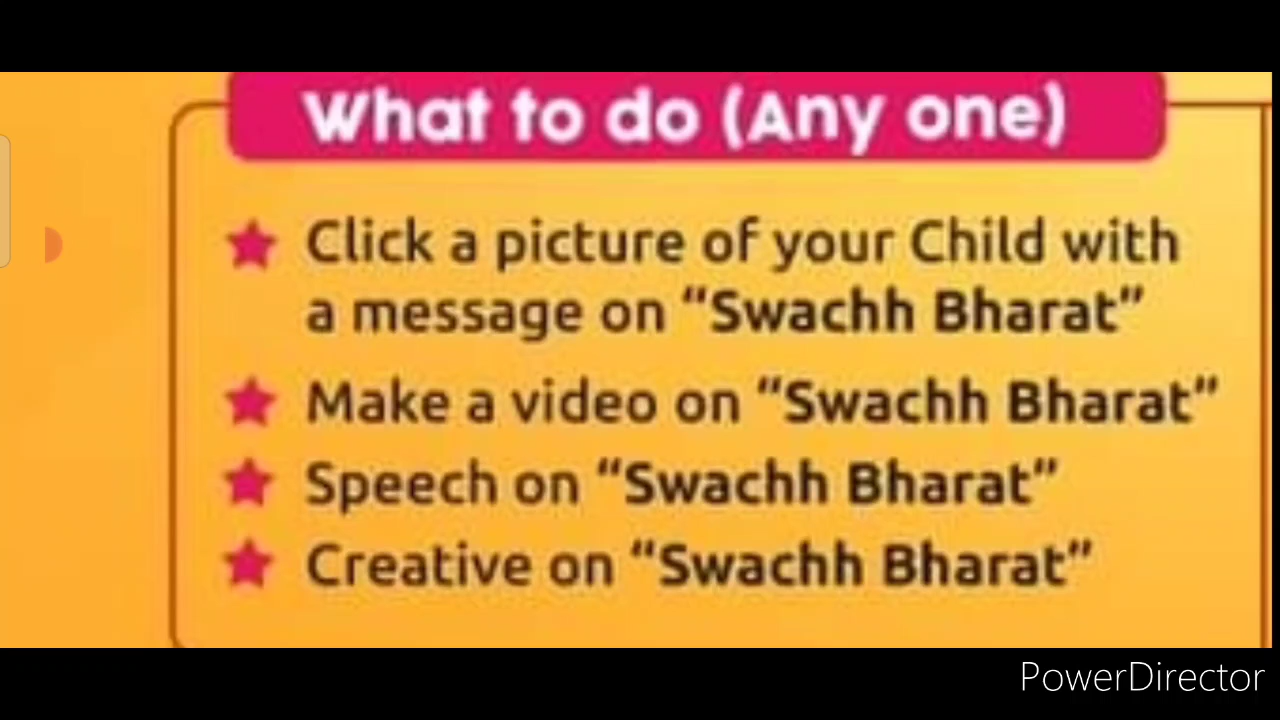 What to do (Any one)
Click a picture of your Child with
a message on “Swachh Bharat”
Make a video on “Swachh Bharat”
Speech on “Swachh Bharat”
Creative on “Swachh Bharat”
PowerDirector